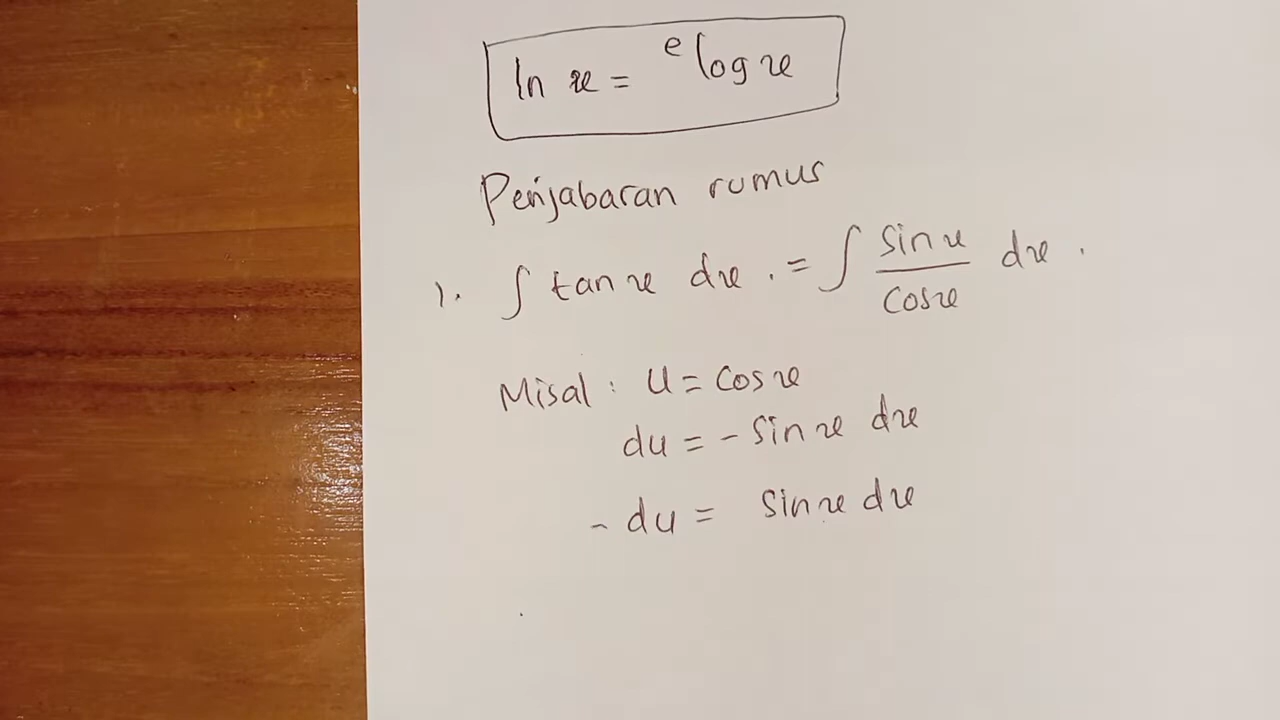 ln x = ᵉlog x
Penjabaran rumus
1. ∫ tan x dx . = ∫ sin x / cos x dx .
Misal : u = cos x
du = - sin x dx
- du = sin x dx